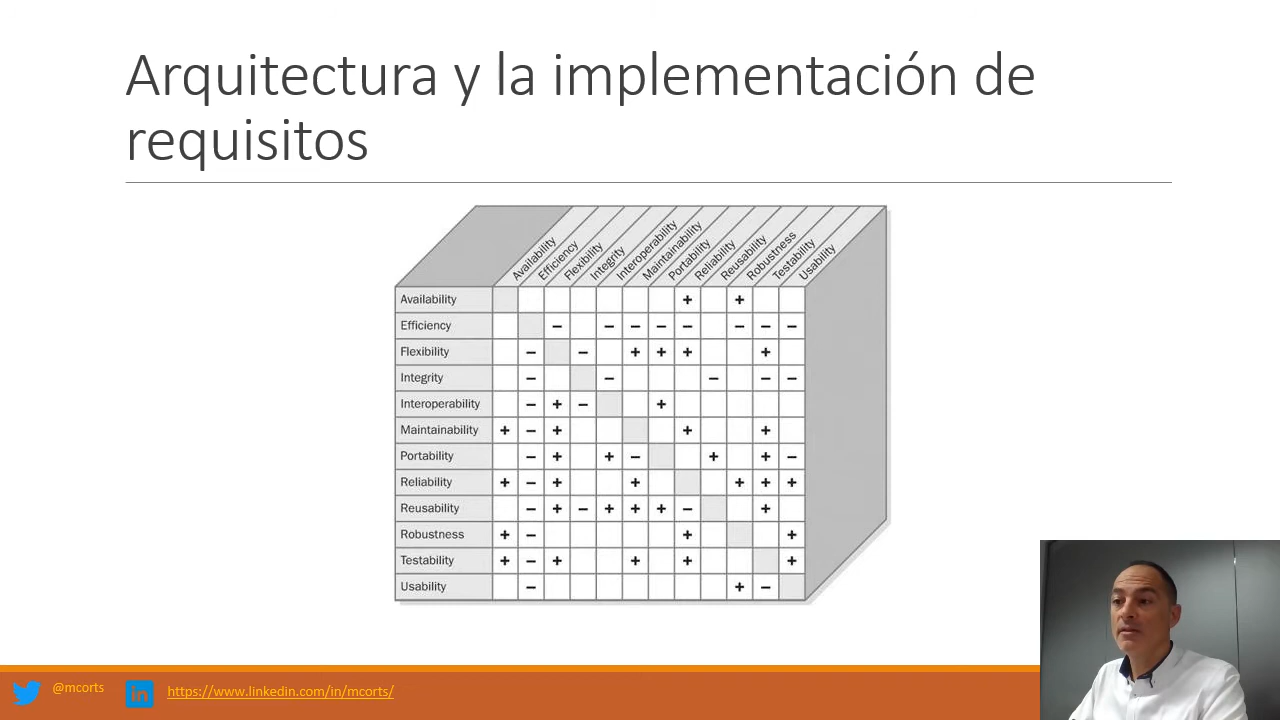 Arquitectura y la implementación de
requisitos
Availability
Efficiency
Flexibility
Integrity
Interoperability
Maintainability
Portability
Reliability
Reusability
Robustness
Testability
Usability
Availability + +
Efficiency – – – – – – – –
Flexibility – – + + + +
Integrity – – – – –
Interoperability – + – +
Maintainability + – + + +
Portability – + + – + + –
Reliability + – + + + + +
Reusability – + – + + + – +
Robustness + – + +
Testability + – + + + +
Usability – + –
@mcorts
in
https://www.linkedin.com/in/mcorts/